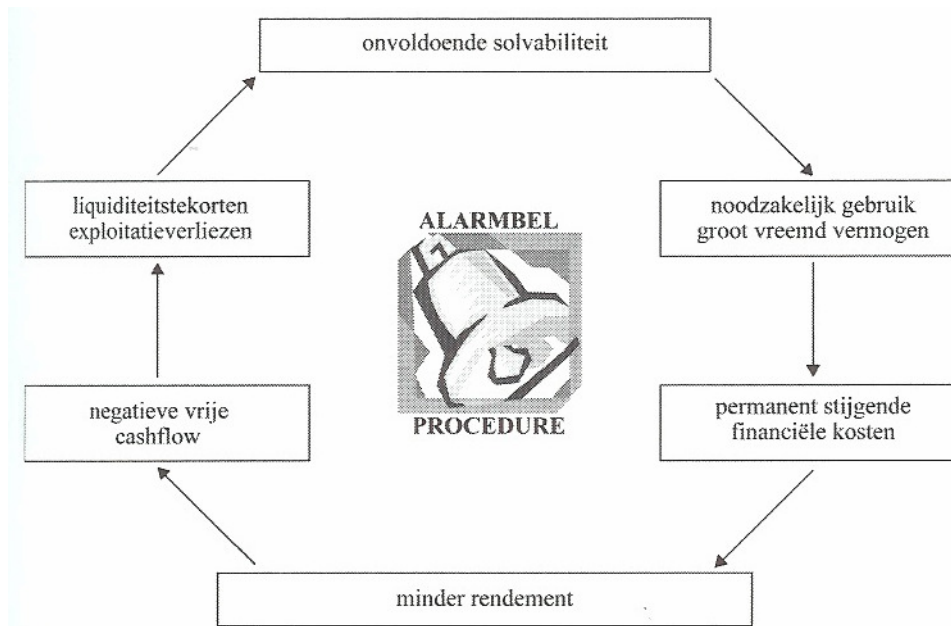 onvoldoende solvabiliteit
noodzakelijk gebruik
groot vreemd vermogen
permanent stijgende
financiële kosten
minder rendement
negatieve vrije
cashflow
liquiditeitstekorten
exploitatieverliezen
ALARMBEL
PROCEDURE